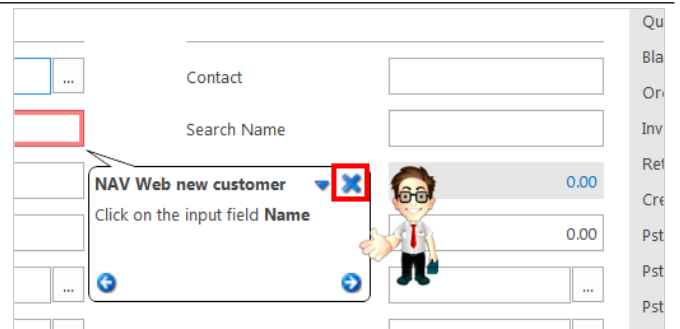 Qu
Bla
...
Contact
Ord
Search Name
Inv
Ret
NAV Web new customer
0.00
Cre
Click on the input field Name
0.00
Pst
Pst
...
...
Pst